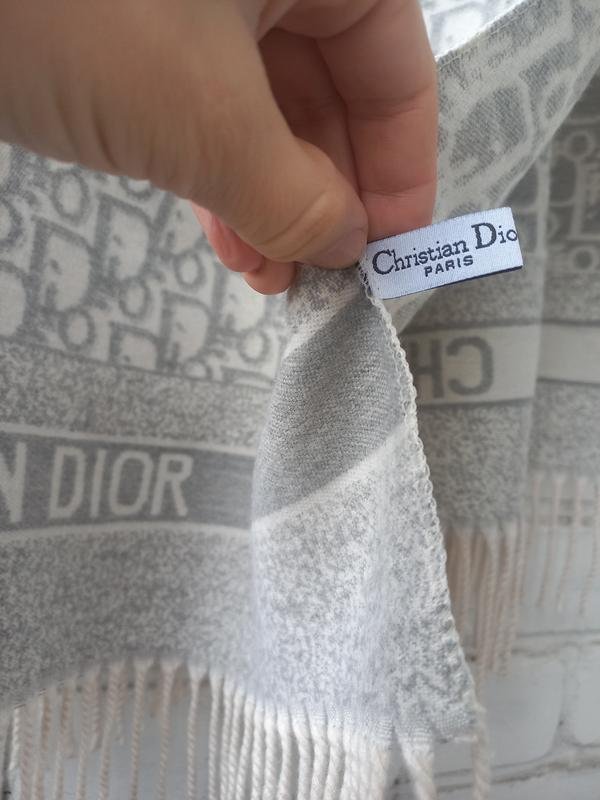 Christian Dio
PARIS
CH
N DIOR